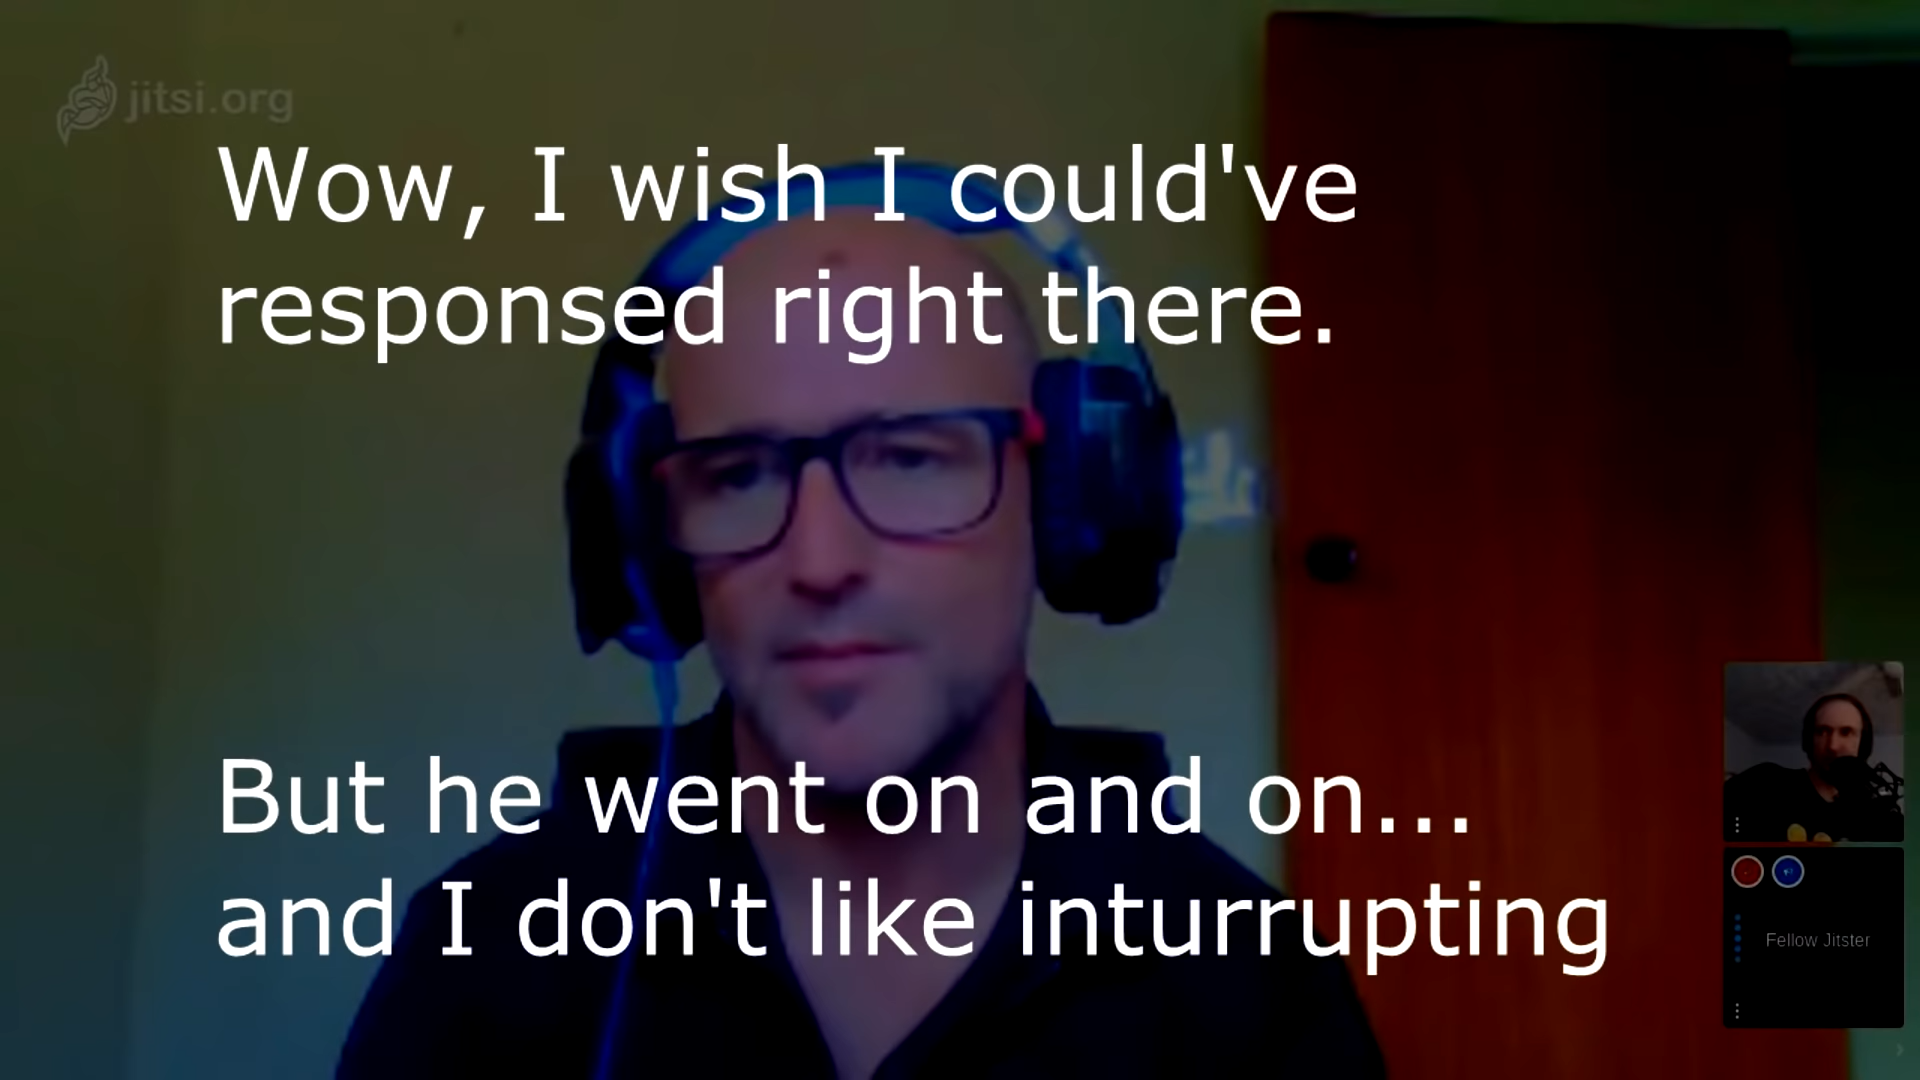 jitsi.org
Wow, I wish I could've
responsed right there.
But he went on and on...
and I don't like inturrupting
Fellow Jitster